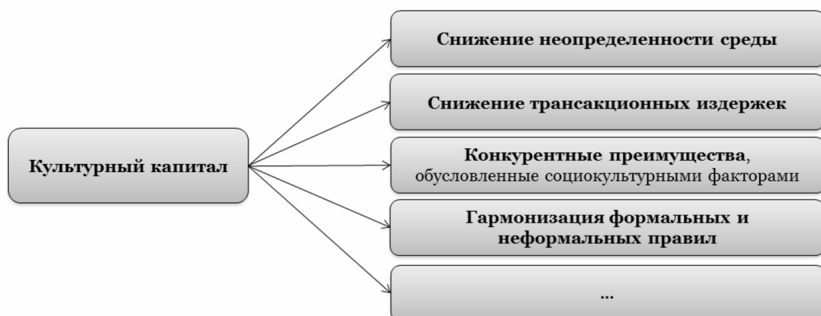 Снижение неопределенности среды
Снижение трансакционных издержек
Культурный капитал
Конкурентные преимущества,
обусловленные социокультурными факторами
Гармонизация формальных и
неформальных правил
...